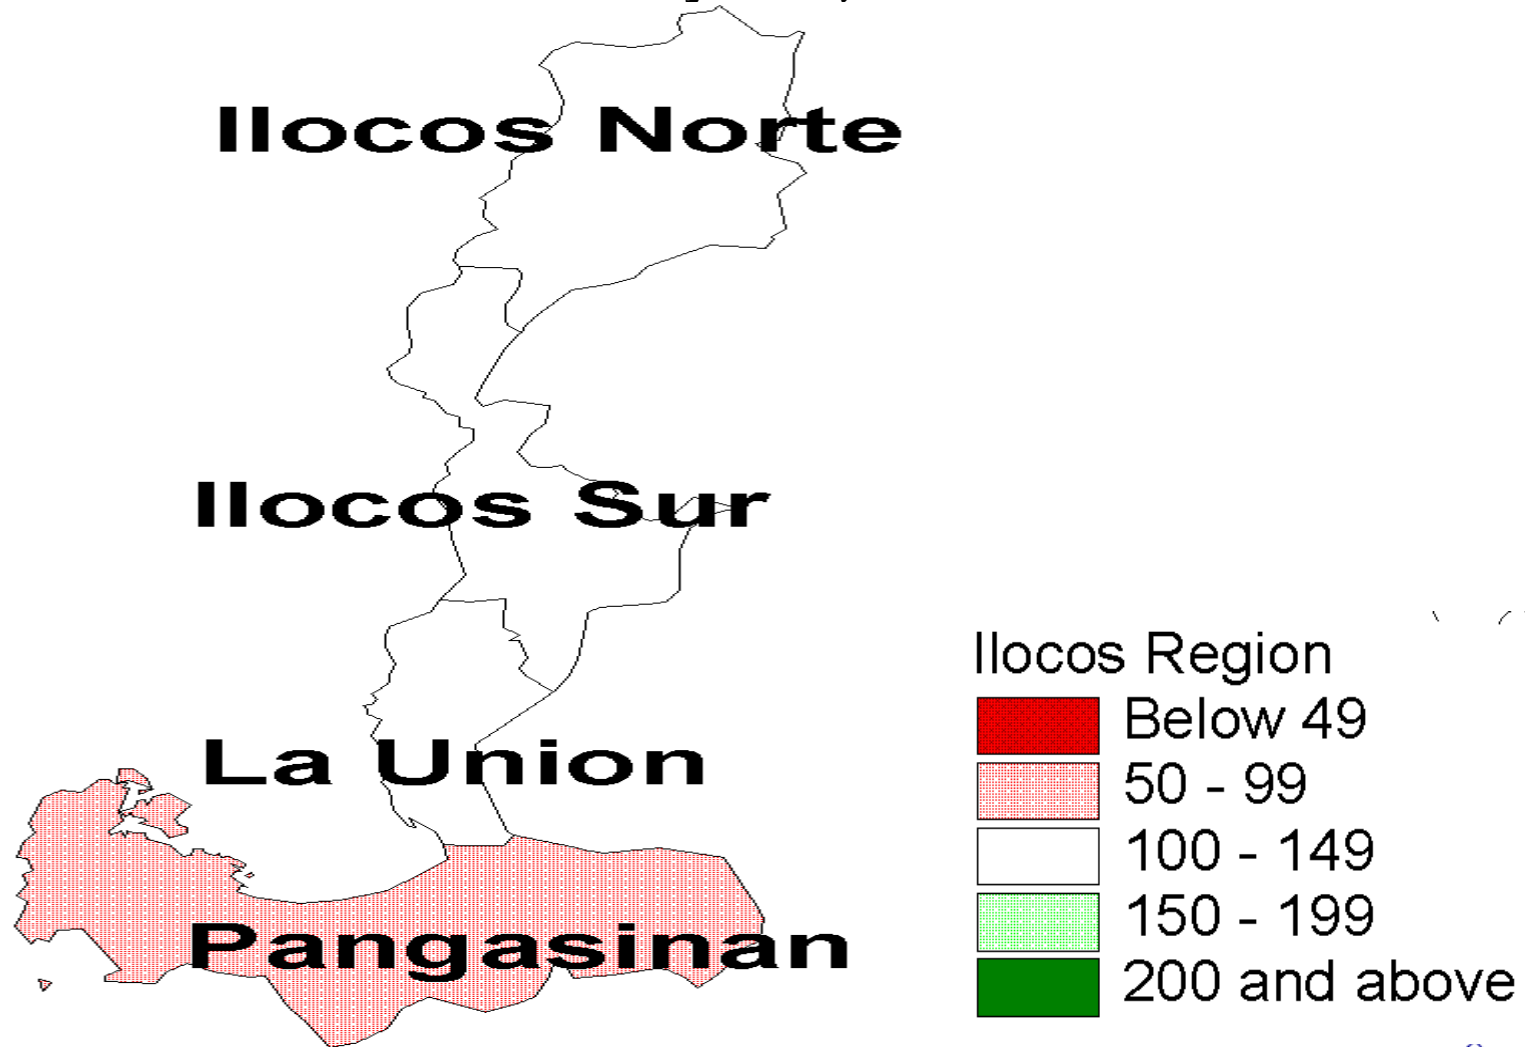 Ilocos Norte
Ilocos Sur
La Union
Pangasinan
Ilocos Region
Below 49
50 - 99
100 - 149
150 - 199
200 and above